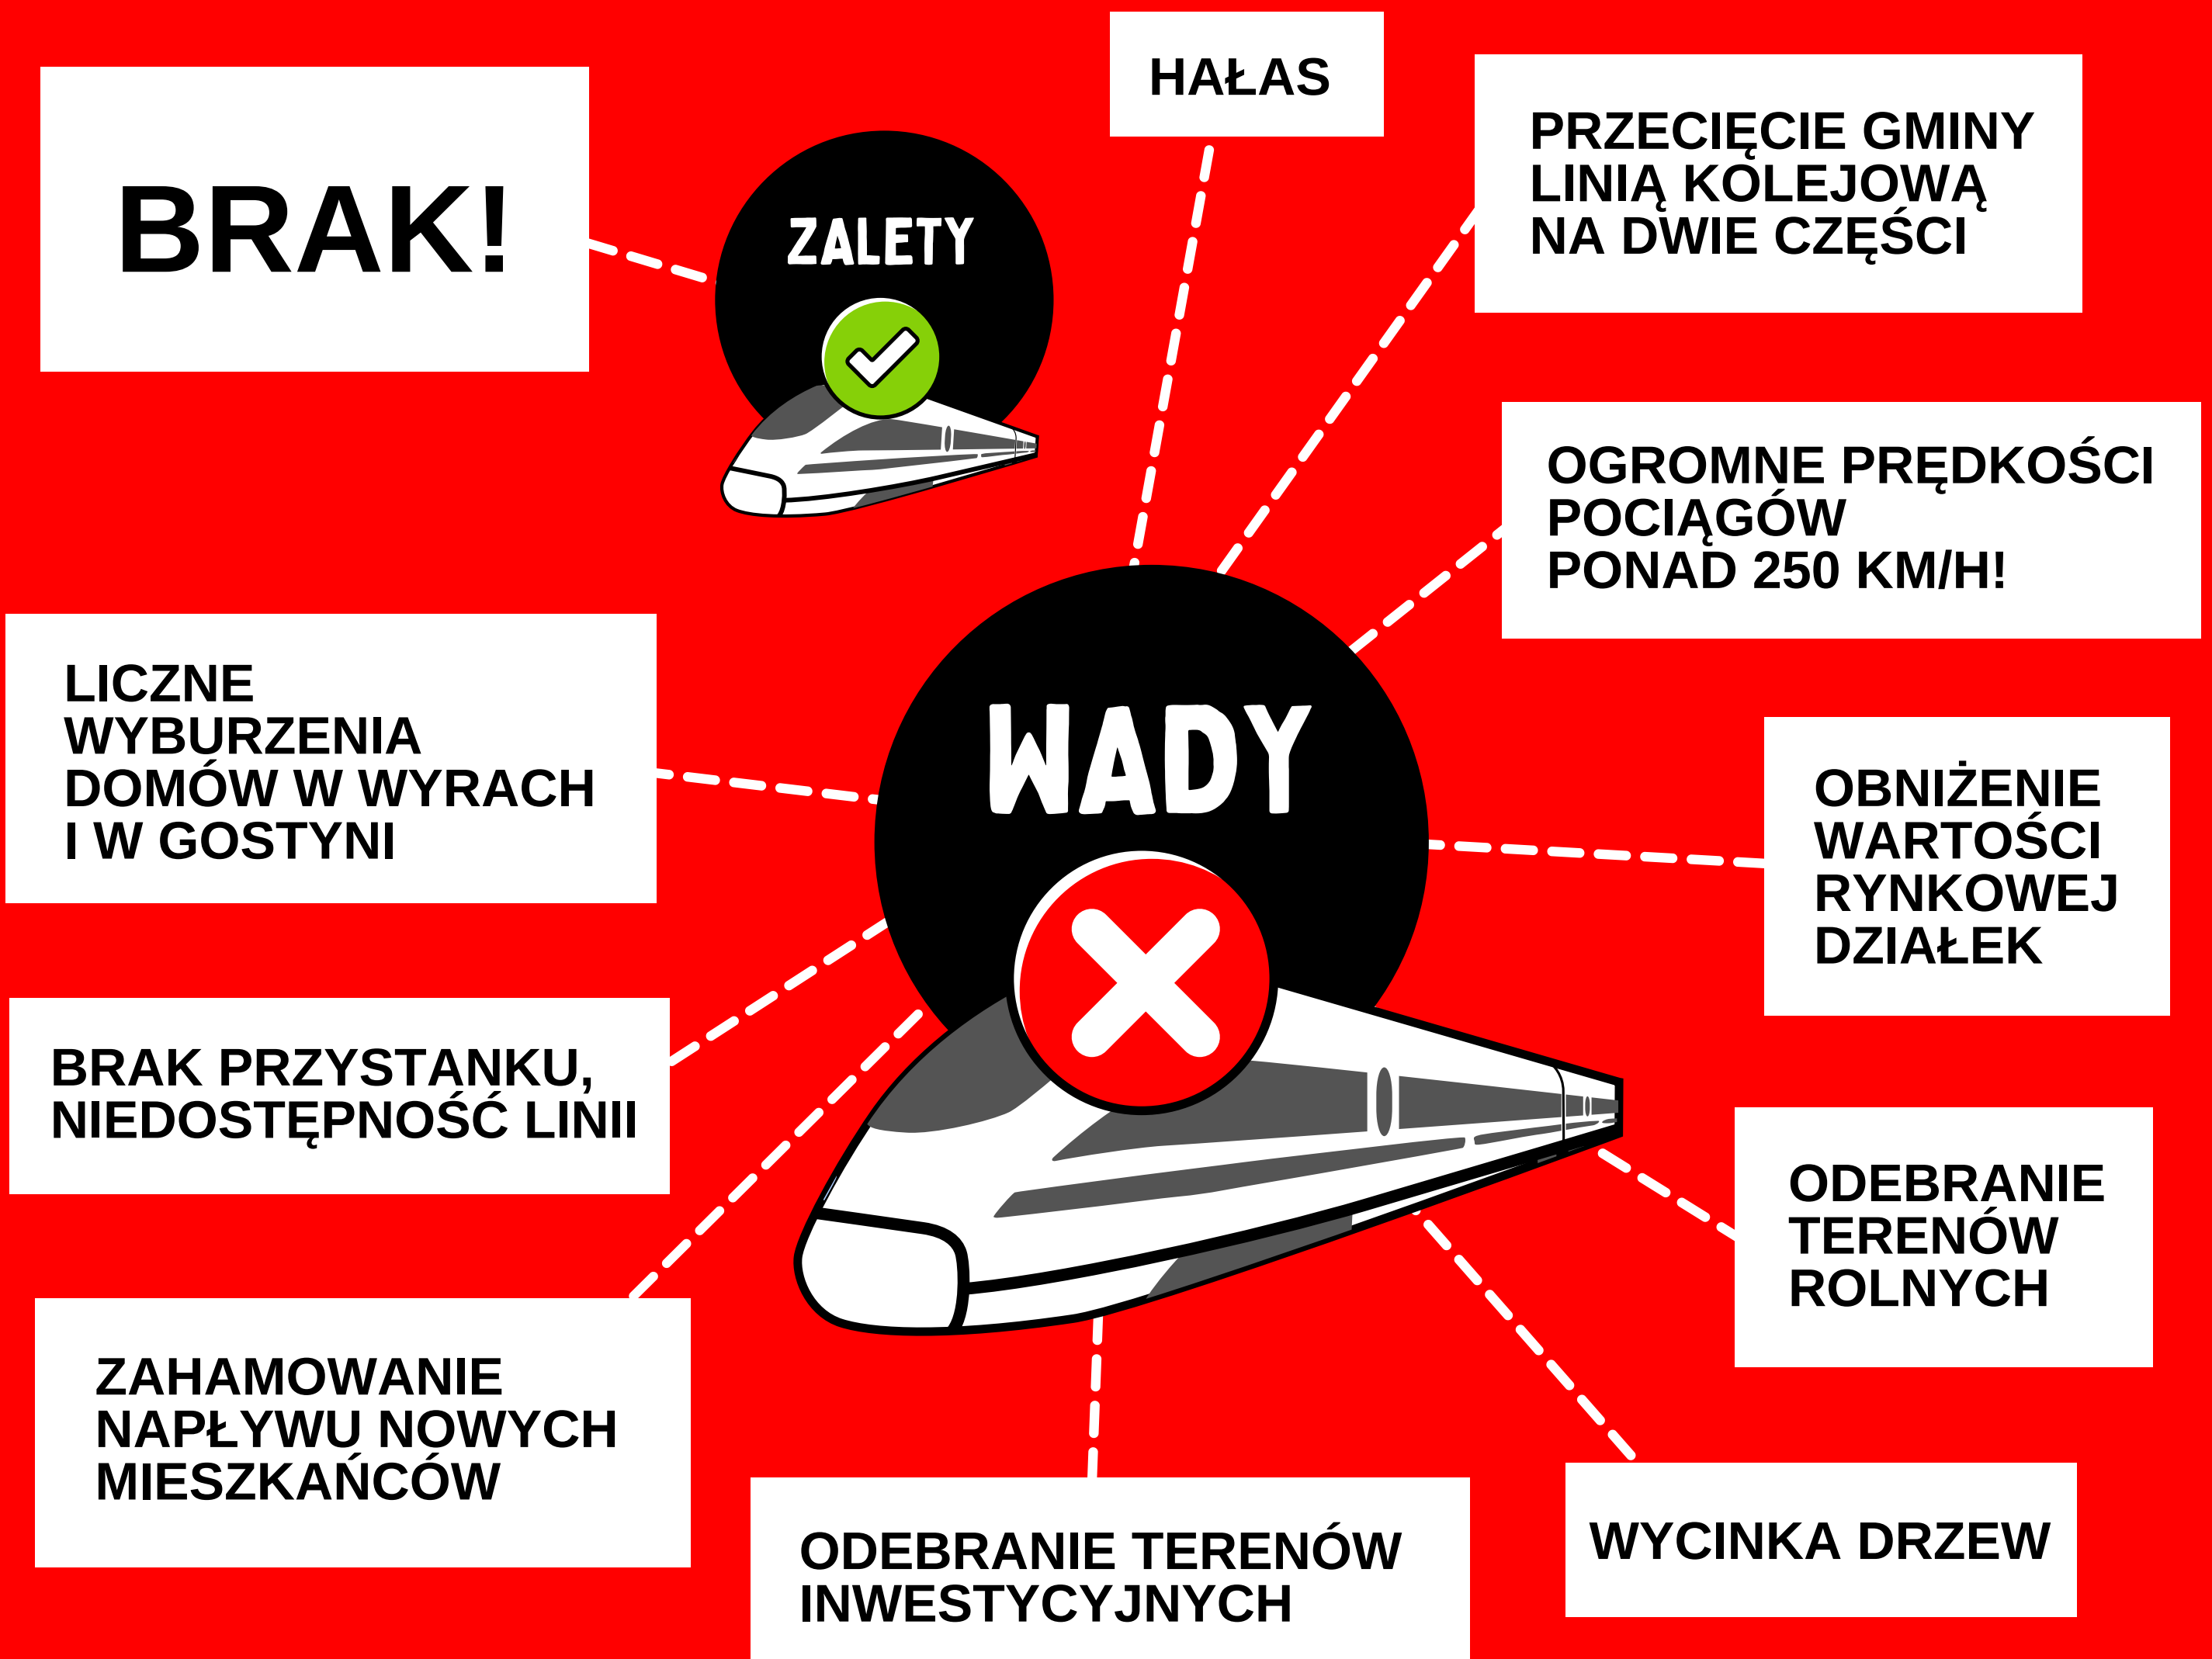 BRAK!
ZALETY
HAŁAS
PRZECIĘCIE GMINY
LINIĄ KOLEJOWĄ
NA DWIE CZĘŚCI
OGROMNE PRĘDKOŚCI
POCIĄGÓW
PONAD 250 KM/H!
LICZNE
WYBURZENIA
DOMÓW W WYRACH
I W GOSTYNI
WADY
OBNIŻENIE
WARTOŚCI
RYNKOWEJ
DZIAŁEK
BRAK PRZYSTANKU,
NIEDOSTĘPNOŚĆ LINII
ODEBRANIE
TERENÓW
ROLNYCH
ZAHAMOWANIE
NAPŁYWU NOWYCH
MIESZKAŃCÓW
ODEBRANIE TERENÓW
INWESTYCYJNYCH
WYCINKA DRZEW